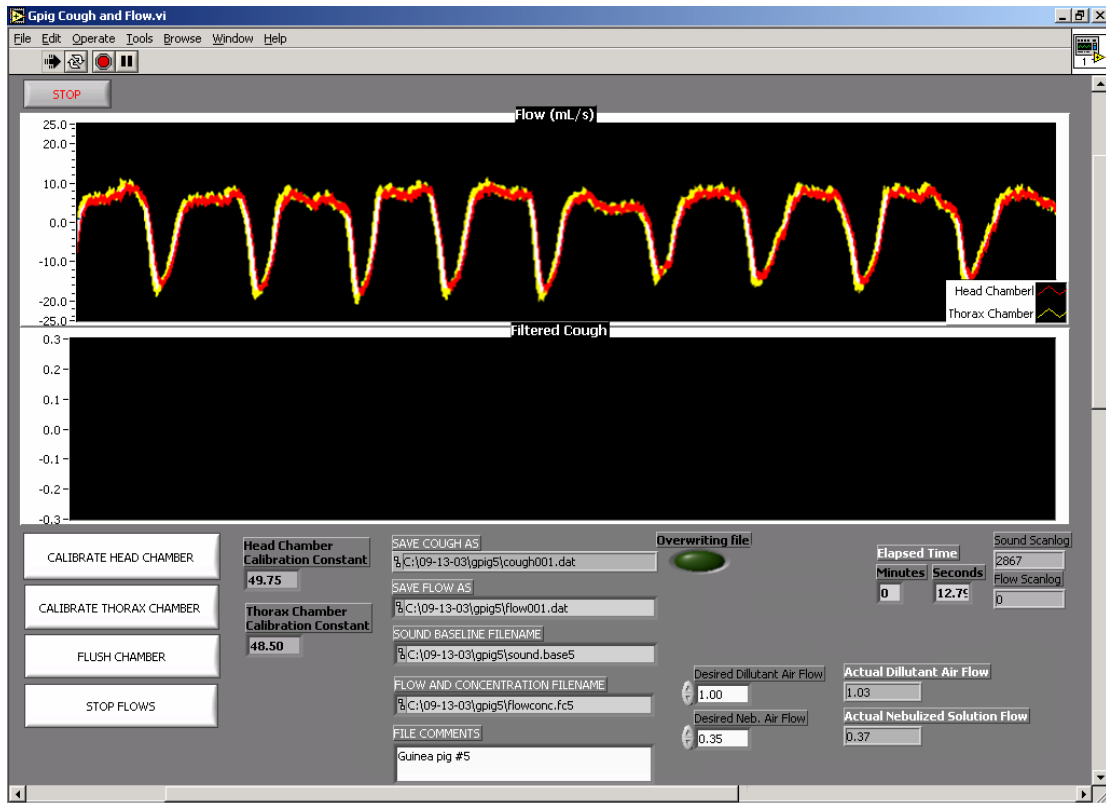 Gpig Cough and Flow.vi
File Edit Operate Tools Browse Window Help
1
STOP
Flow (mL/s)
25.0
20.0
10.0
0.0
-10.0
-20.0
-25.0
Head Chamberl
Thorax Chamber
Filtered Cough
0.3
0.2
0.1
0.0
-0.1
-0.2
-0.3
CALIBRATE HEAD CHAMBER
CALIBRATE THORAX CHAMBER
FLUSH CHAMBER
STOP FLOWS
Head Chamber
Calibration Constant
49.75
Thorax Chamber
Calibration Constant
48.50
SAVE COUGH AS
C:\09-13-03\gpig5\cough001.dat
SAVE FLOW AS
C:\09-13-03\gpig5\flow001.dat
SOUND BASELINE FILENAME
C:\09-13-03\gpig5\sound.base5
FLOW AND CONCENTRATION FILENAME
C:\09-13-03\gpig5\flowconc.fc5
FILE COMMENTS
Guinea pig #5
Overwriting file
Elapsed Time
Minutes Seconds
0 12.79
Sound Scanlog
2867
Flow Scanlog
0
Desired Dillutant Air Flow
1.00
Desired Neb. Air Flow
0.35
Actual Dillutant Air Flow
1.03
Actual Nebulized Solution Flow
0.37